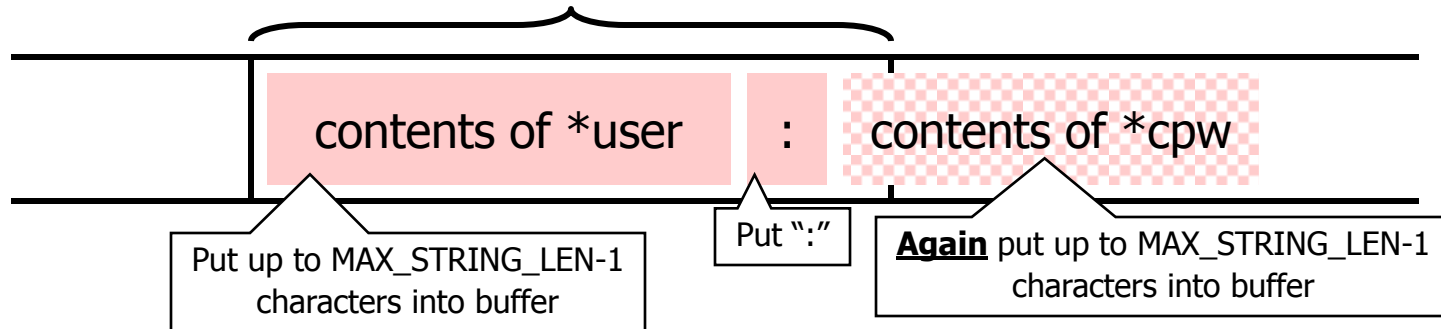 contents of *user
:
contents of *cpw
Put up to MAX_STRING_LEN-1
characters into buffer
Put “:”
Again put up to MAX_STRING_LEN-1
characters into buffer